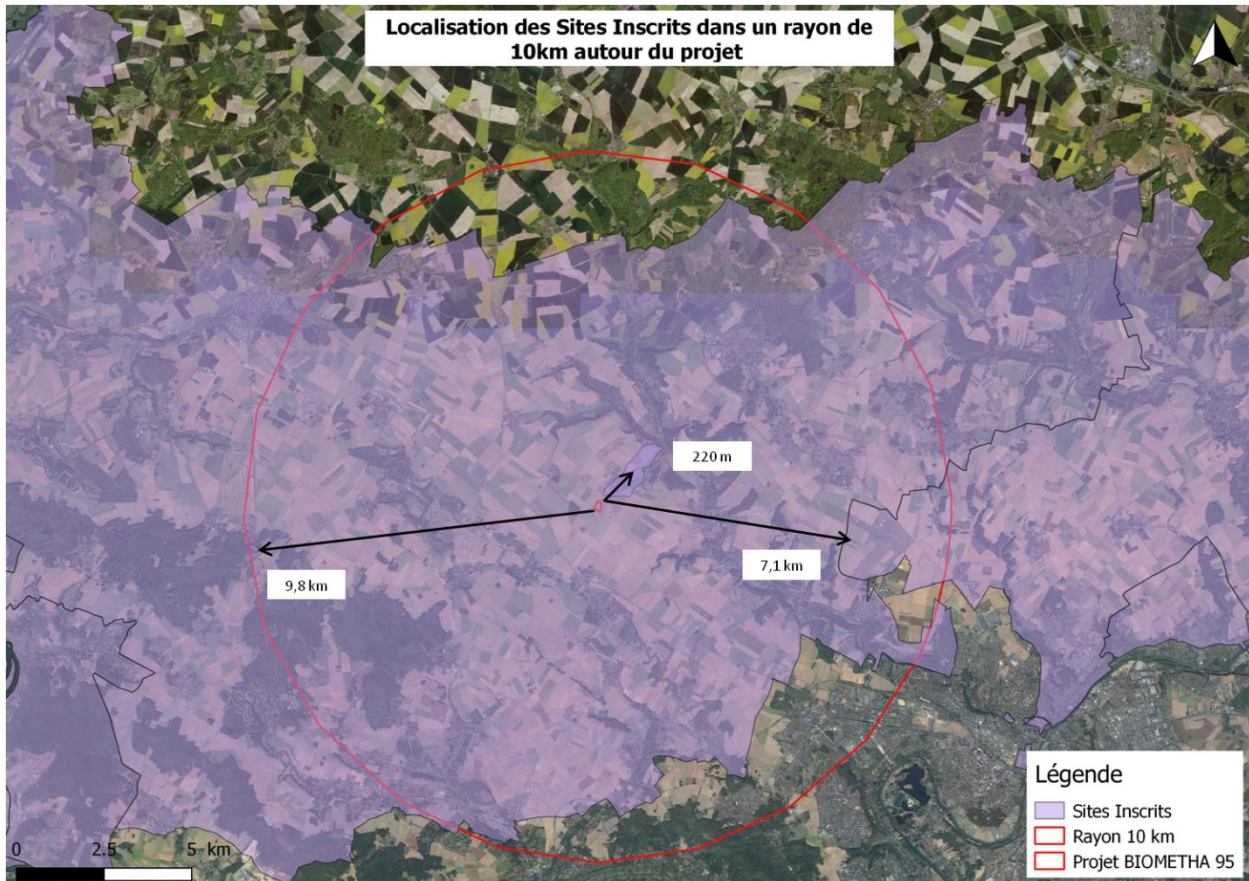 Localisation des Sites Inscrits dans un rayon de
10km autour du projet
220 m
7,1 km
9,8 km
Légende
Sites Inscrits
Rayon 10 km
Projet BIOMETHA 95
0 2.5 5 km